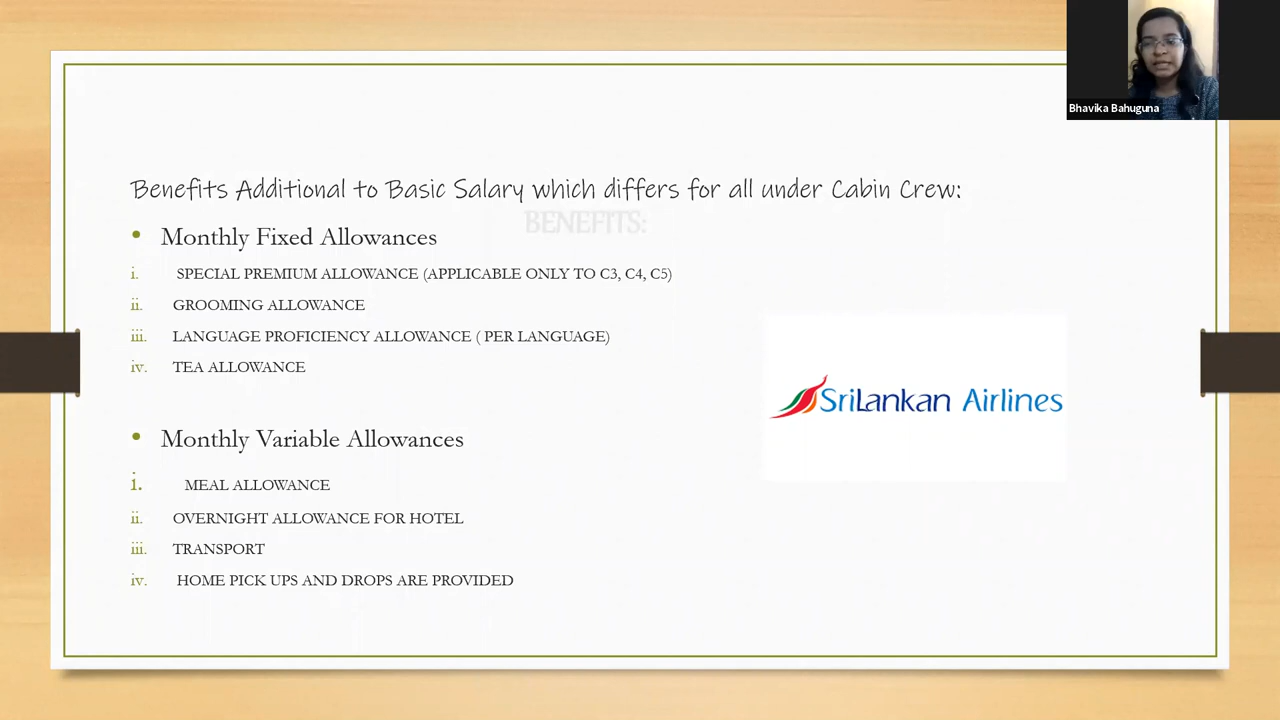 Bhavika Bahuguna
Benefits Additional to Basic Salary which differs for all under Cabin Crew:
BENEFITS:
• Monthly Fixed Allowances
i. SPECIAL PREMIUM ALLOWANCE (APPLICABLE ONLY TO C3, C4, C5)
ii. GROOMING ALLOWANCE
iii. LANGUAGE PROFICIENCY ALLOWANCE ( PER LANGUAGE)
iv. TEA ALLOWANCE
SriLankan Airlines
• Monthly Variable Allowances
i. MEAL ALLOWANCE
ii. OVERNIGHT ALLOWANCE FOR HOTEL
iii. TRANSPORT
iv. HOME PICK UPS AND DROPS ARE PROVIDED